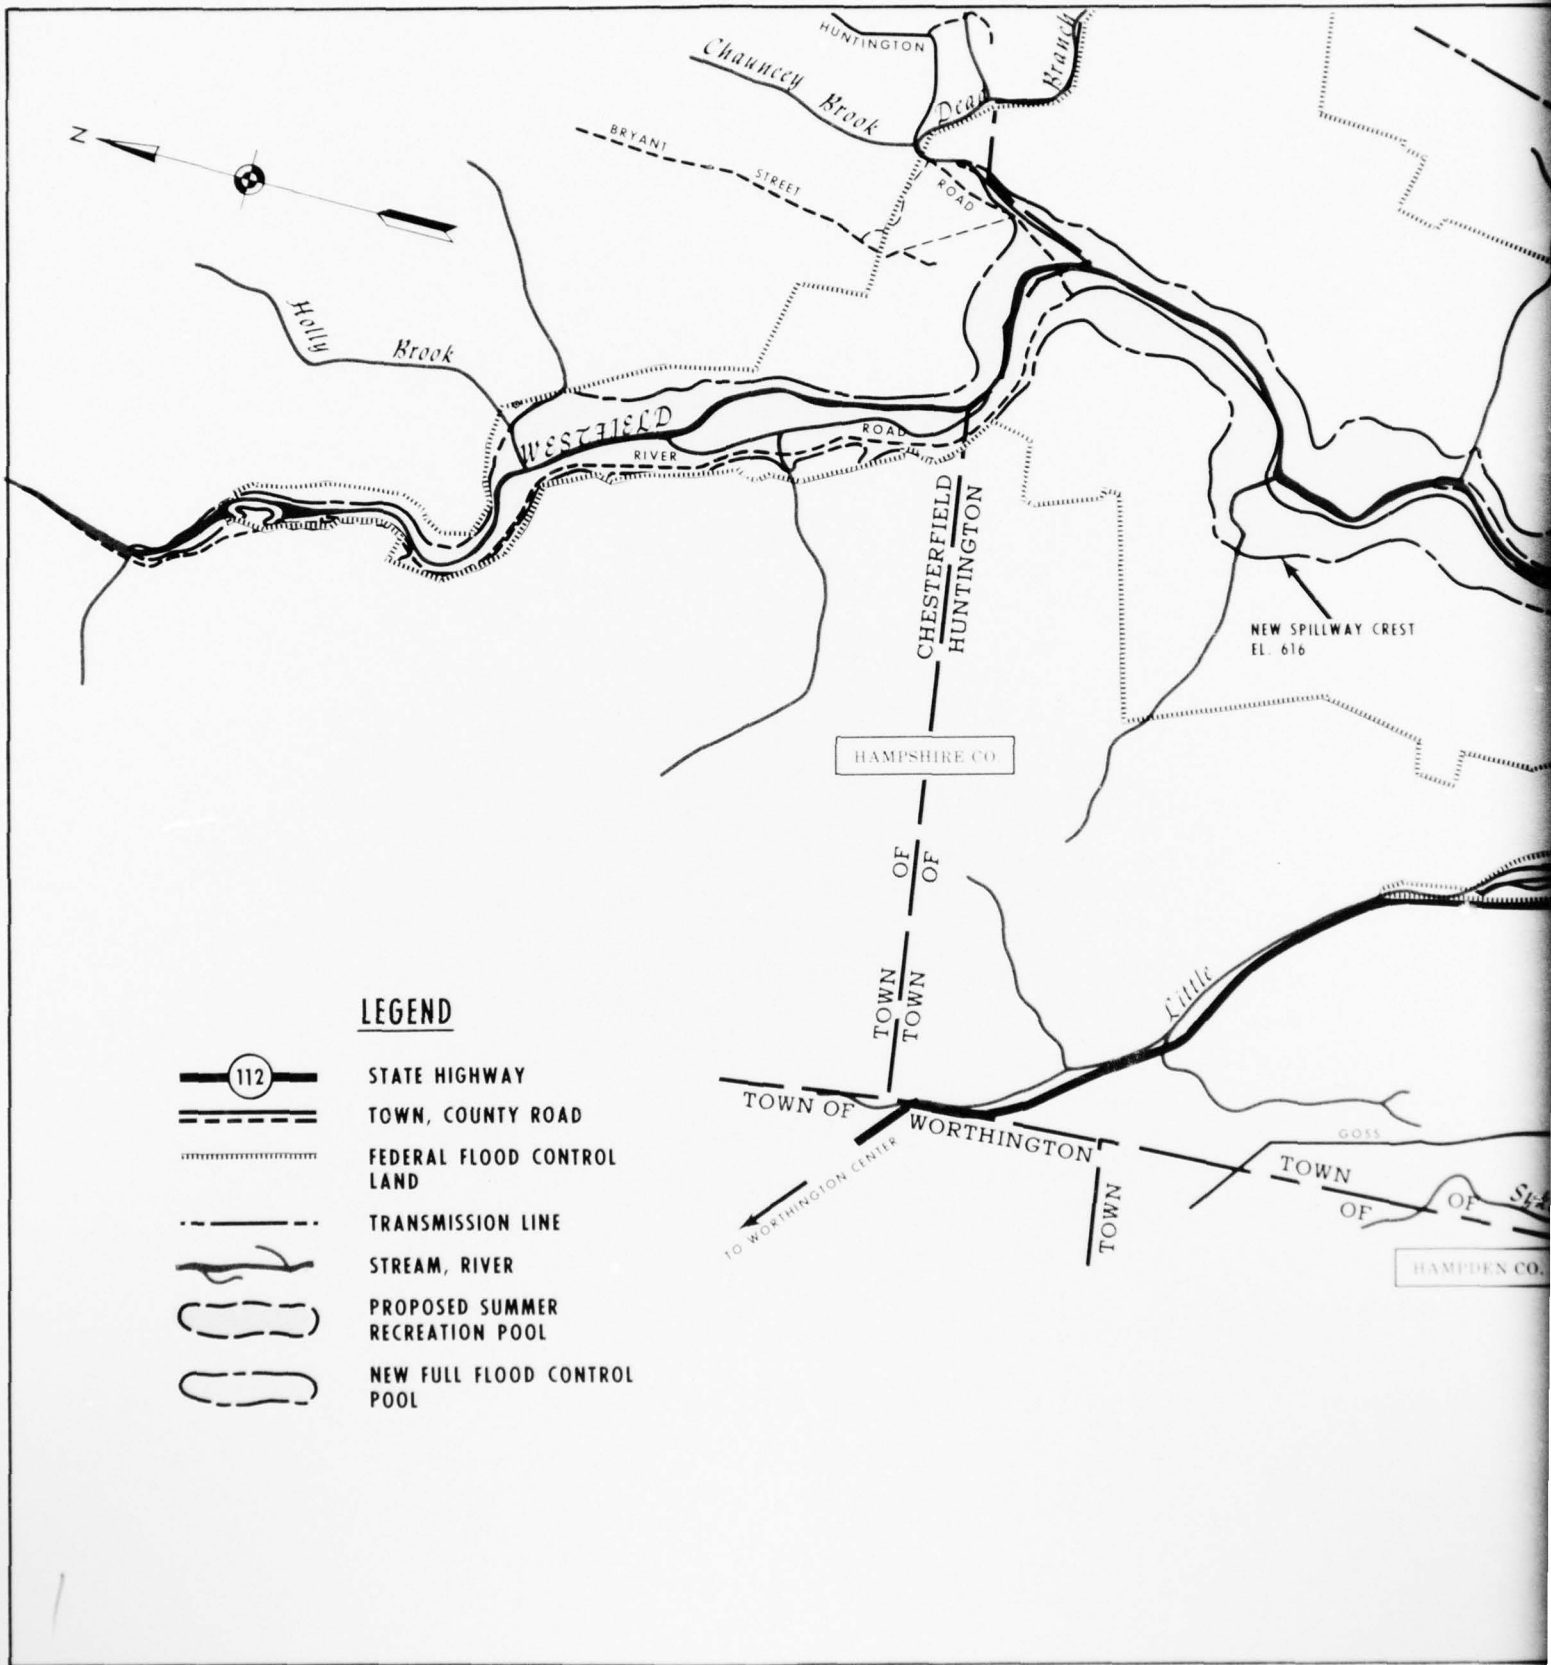 HUNTINGTON
Chauncey Brook
Dead Branch
N
BRYANT STREET
ROAD
Holly Brook
WESTFIELD
RIVER ROAD
CHESTERFIELD
HUNTINGTON
NEW SPILLWAY CREST
EL. 616
HAMPSHIRE CO.
OF
OF
TOWN
TOWN
Little
TOWN OF WORTHINGTON
TO WORTHINGTON CENTER
GOSS
TOWN
TOWN
OF
OF
HAMPDEN CO.
LEGEND
112
STATE HIGHWAY
TOWN, COUNTY ROAD
FEDERAL FLOOD CONTROL
LAND
TRANSMISSION LINE
STREAM, RIVER
PROPOSED SUMMER
RECREATION POOL
NEW FULL FLOOD CONTROL
POOL